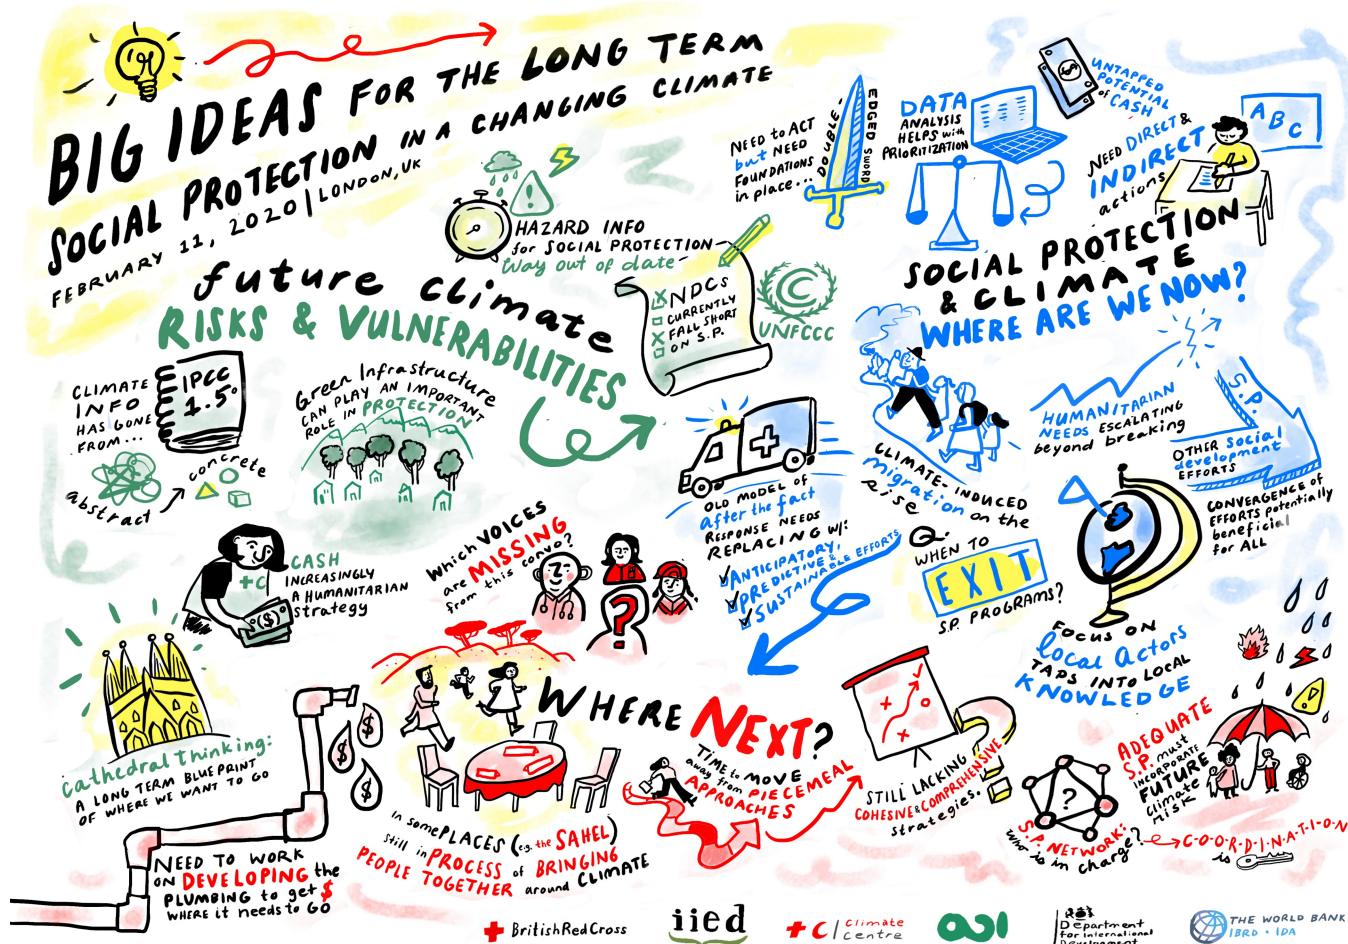 BIG IDEAS FOR THE LONG TERM
SOCIAL PROTECTION IN A CHANGING CLIMATE
FEBRUARY 11, 2020 | LONDON, UK
future climate
RISKS & VULNERABILITIES
HAZARD INFO
for SOCIAL PROTECTION
Way out of date
NDCs
CURRENTLY
FALL SHORT
ON S.P.
UNFCCC
CLIMATE
INFO
HAS GONE
FROM...
IPCC
1.5°
abstract
concrete
Green Infrastructure
CAN PLAY AN IMPORTANT
ROLE IN PROTECTION
CASH
INCREASINGLY
A HUMANITARIAN
Strategy
+C
($)
cathedral thinking:
A LONG TERM BLUEPRINT
OF WHERE WE WANT TO GO
NEED TO ACT
but NEED
FOUNDATIONS
in place...
DOUBLE-
EDGED SWORD
DATA
ANALYSIS
HELPS with
PRIORITIZATION
$
UNTAPPED
POTENTIAL
of CASH
NEED DIRECT &
INDIRECT
actions
A B C
SOCIAL PROTECTION
& CLIMATE
WHERE ARE WE NOW?
OLD MODEL OF
after the fact
RESPONSE NEEDS
REPLACING W/:
ANTICIPATORY,
PREDICTIVE &
SUSTAINABLE EFFORTS
CLIMATE-INDUCED
migration on the
rise
HUMANITARIAN
NEEDS ESCALATING
beyond breaking
S.P.
OTHER social
development
EFFORTS
CONVERGENCE of
EFFORTS potentially
beneficial
for ALL
Q.
WHEN TO
EXIT
S.P. PROGRAMS?
FOCUS ON
local actors
TAPS INTO LOCAL
KNOWLEDGE
Which VOICES
are MISSING
from this convo?
?
WHERE NEXT?
$
$
$
NEED TO WORK
ON DEVELOPING the
PLUMBING to get $
WHERE it needs to GO
in some PLACES (e.g. the SAHEL)
still in PROCESS of BRINGING
PEOPLE TOGETHER around CLIMATE
TIME to MOVE
away from PIECEMEAL
APPROACHES
STILL LACKING
COHESIVE & COMPREHENSIVE
strategies.
ADEQUATE
S.P. must
INCORPORATE
FUTURE
climate
risk
?
S.P. NETWORK:
Who is in charge?
C-O-O-R-D-I-N-A-T-I-O-N
is
British Red Cross
iied
+C | Climate
Centre
Department
for International
Development
THE WORLD BANK
IBRD • IDA